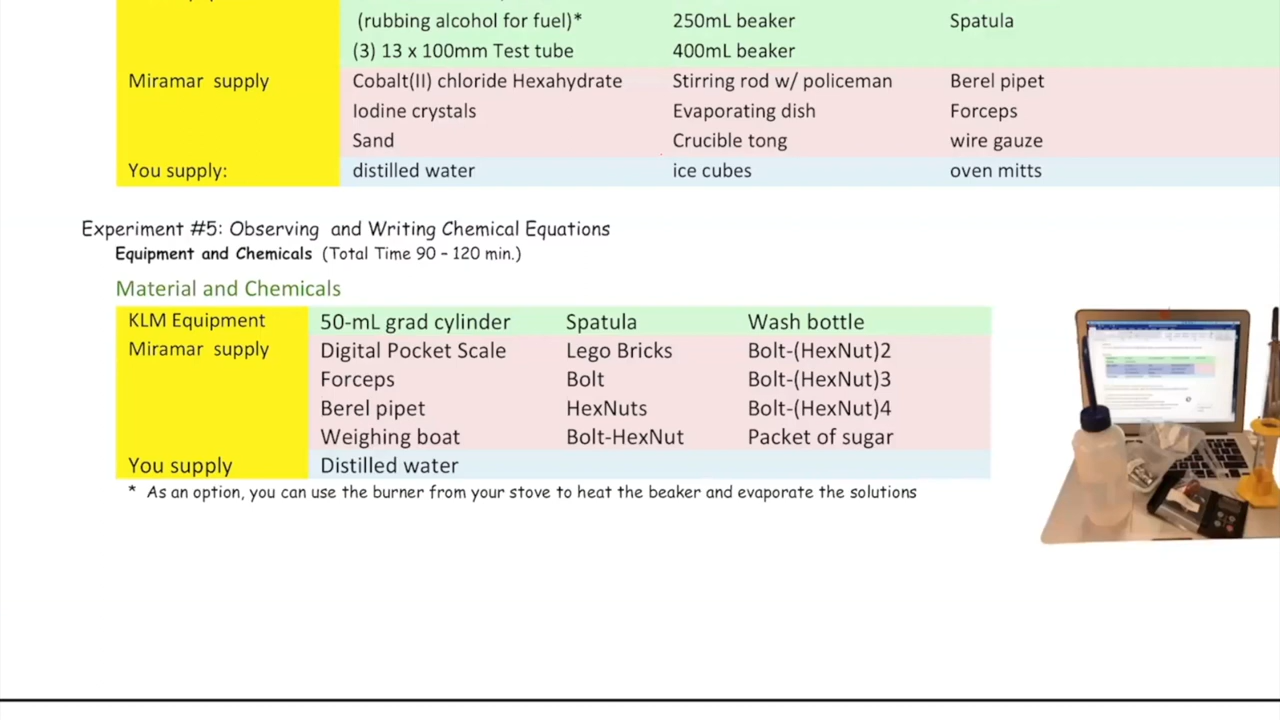 (rubbing alcohol for fuel)* 250mL beaker Spatula
(3) 13 x 100mm Test tube 400mL beaker
Miramar supply Cobalt(II) chloride Hexahydrate Stirring rod w/ policeman Berel pipet
Iodine crystals Evaporating dish Forceps
Sand Crucible tong wire gauze
You supply: distilled water ice cubes oven mitts
Experiment #5: Observing and Writing Chemical Equations
Equipment and Chemicals (Total Time 90 – 120 min.)
Material and Chemicals
KLM Equipment 50-mL grad cylinder Spatula Wash bottle
Miramar supply Digital Pocket Scale Lego Bricks Bolt-(HexNut)2
Forceps Bolt Bolt-(HexNut)3
Berel pipet HexNuts Bolt-(HexNut)4
Weighing boat Bolt-HexNut Packet of sugar
You supply Distilled water
* As an option, you can use the burner from your stove to heat the beaker and evaporate the solutions